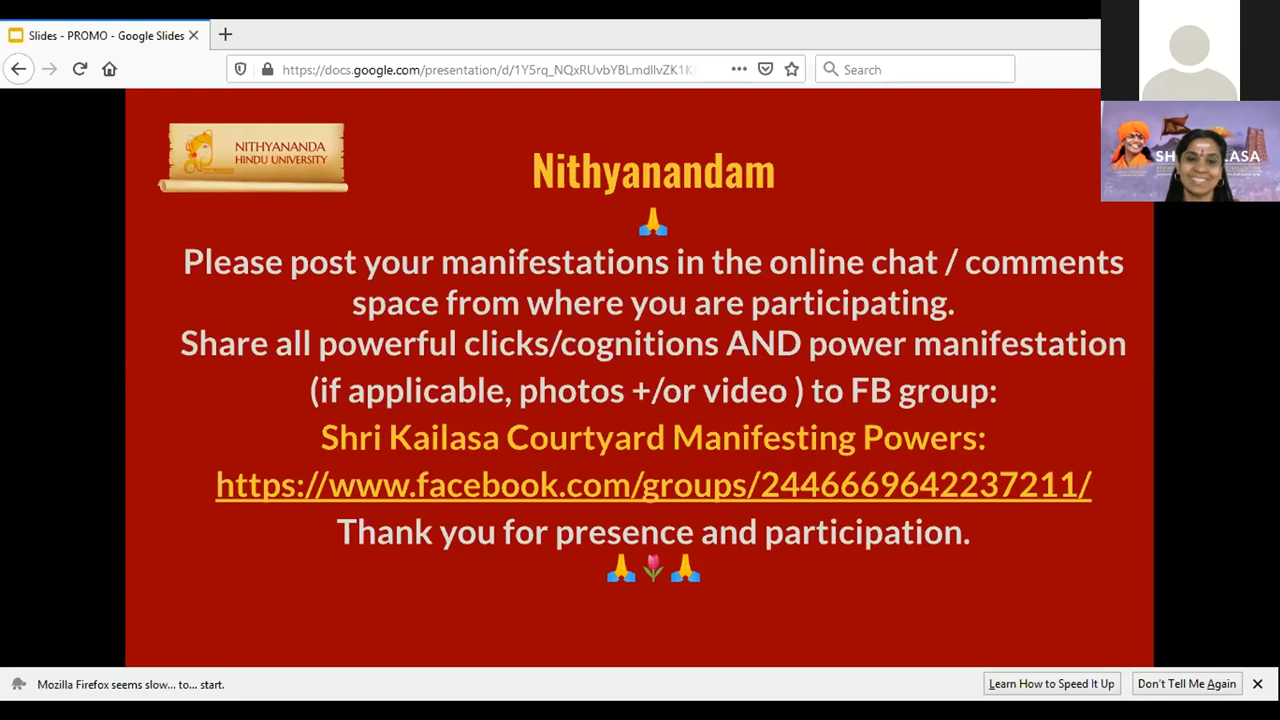 Slides - PROMO - Google Slides
https://docs.google.com/presentation/d/1Y5rq_NQxRUvbYBLmdllvZK1K
Search
NITHYANANDA
HINDU UNIVERSITY
Nithyanandam
Please post your manifestations in the online chat / comments
space from where you are participating.
Share all powerful clicks/cognitions AND power manifestation
(if applicable, photos +/or video ) to FB group:
Shri Kailasa Courtyard Manifesting Powers:
https://www.facebook.com/groups/2446669642237211/
Thank you for presence and participation.
Mozilla Firefox seems slow... to... start.
Learn How to Speed It Up
Don't Tell Me Again